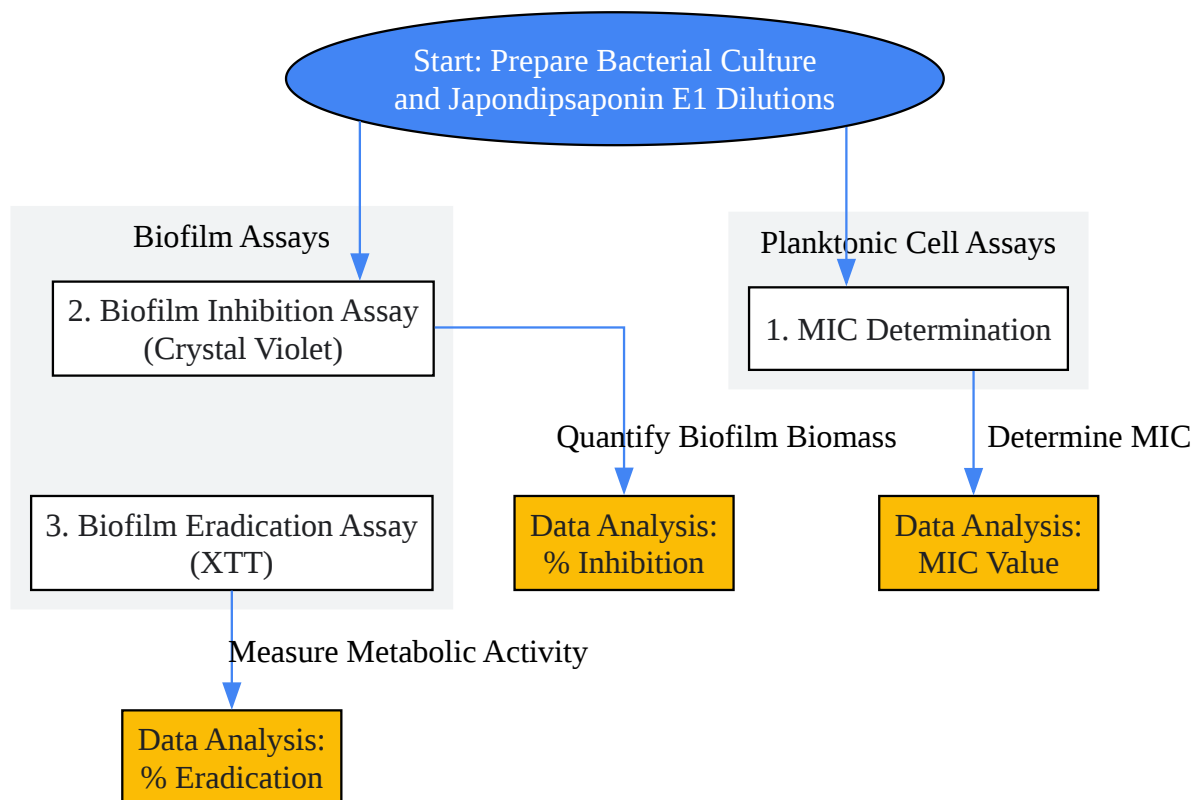 Start: Prepare Bacterial Culture
and Japondipsaponin E1 Dilutions
Biofilm Assays
Planktonic Cell Assays
2. Biofilm Inhibition Assay
(Crystal Violet)
1. MIC Determination
Quantify Biofilm Biomass
Determine MIC
3. Biofilm Eradication Assay
(XTT)
Data Analysis:
% Inhibition
Data Analysis:
MIC Value
Measure Metabolic Activity
Data Analysis:
% Eradication